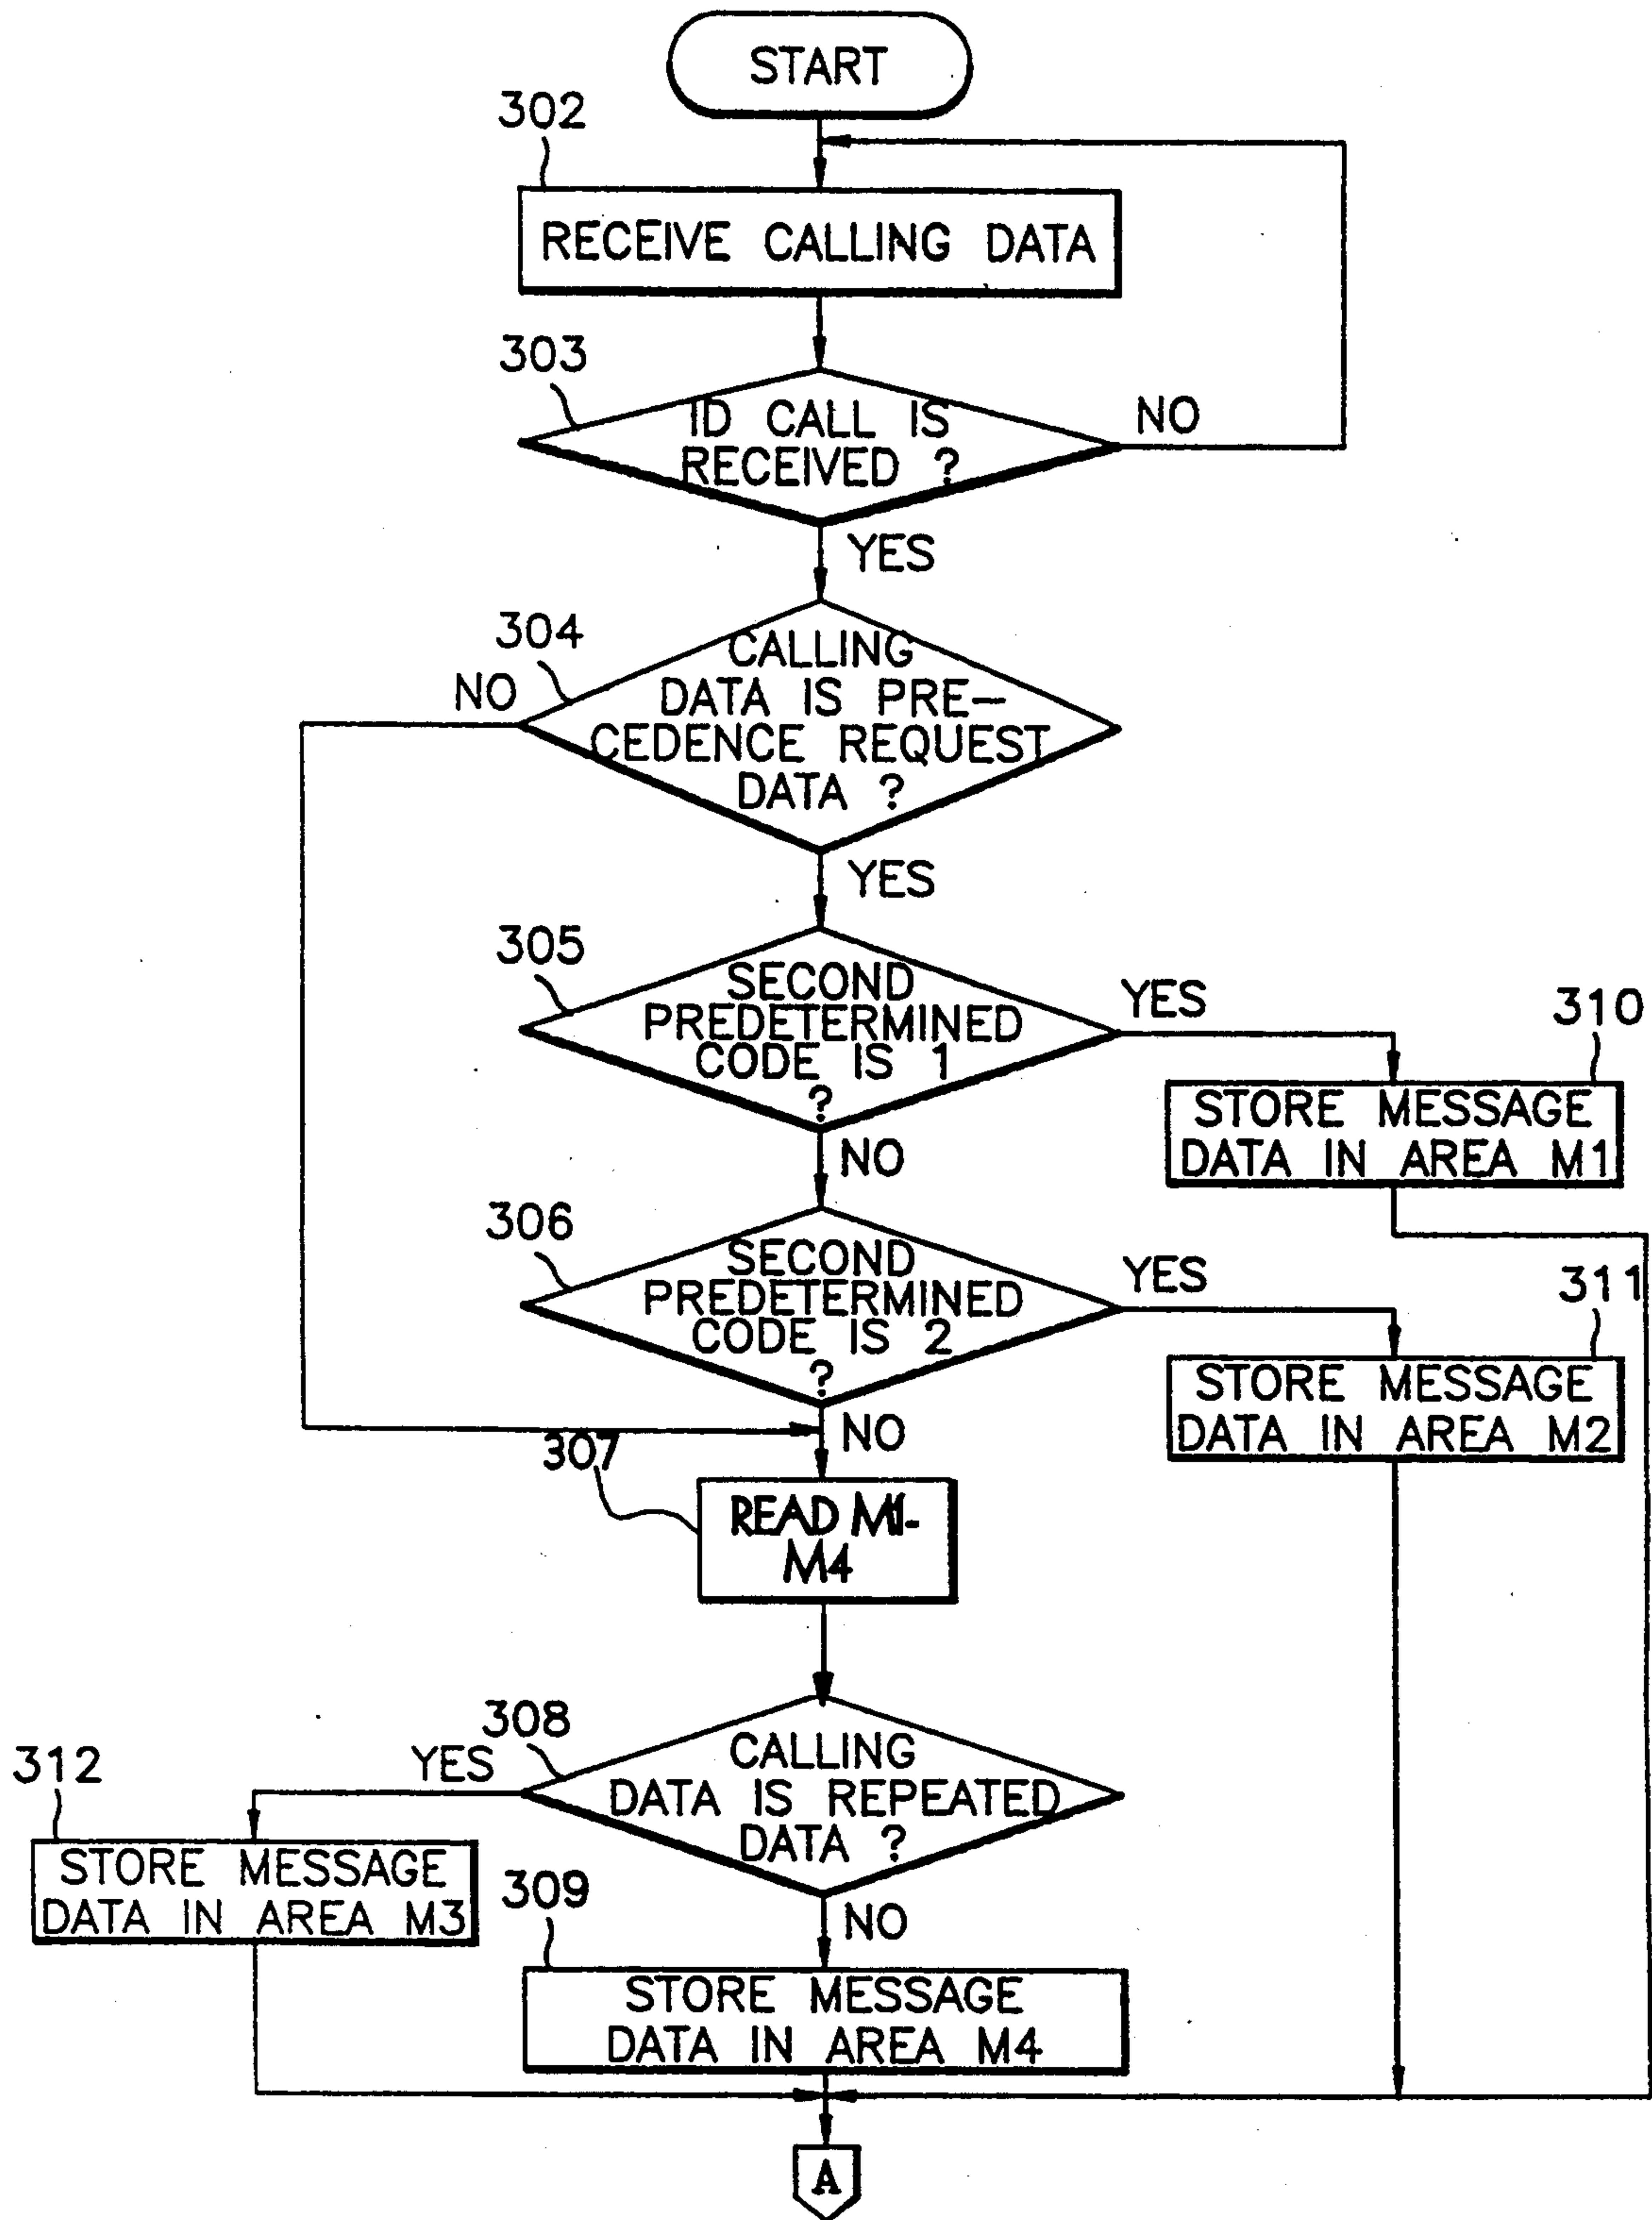 START
302
RECEIVE CALLING DATA
303
ID CALL IS
RECEIVED ?
NO
YES
304
CALLING
DATA IS PRE-
CEDENCE REQUEST
DATA ?
NO
YES
305
SECOND
PREDETERMINED
CODE IS 1
?
YES
310
STORE MESSAGE
DATA IN AREA M1
NO
306
SECOND
PREDETERMINED
CODE IS 2
?
YES
311
STORE MESSAGE
DATA IN AREA M2
NO
307
READ M1-
M4
308
CALLING
DATA IS REPEATED
DATA ?
YES
312
STORE MESSAGE
DATA IN AREA M3
NO
309
STORE MESSAGE
DATA IN AREA M4
A